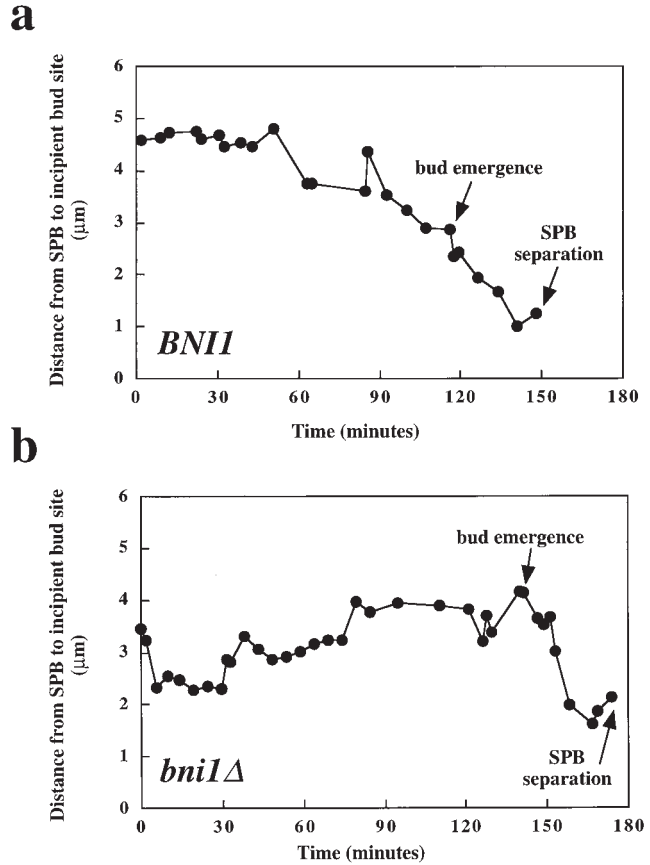 a
Distance from SPB to incipient bud site
(μm)
6
5
4
3
2
1
0
bud emergence
SPB
separation
BNI1
0 30 60 90 120 150 180
Time (minutes)
b
Distance from SPB to incipient bud site
(μm)
6
5
4
3
2
1
0
bud emergence
SPB
separation
bni1Δ
0 30 60 90 120 150 180
Time (minutes)